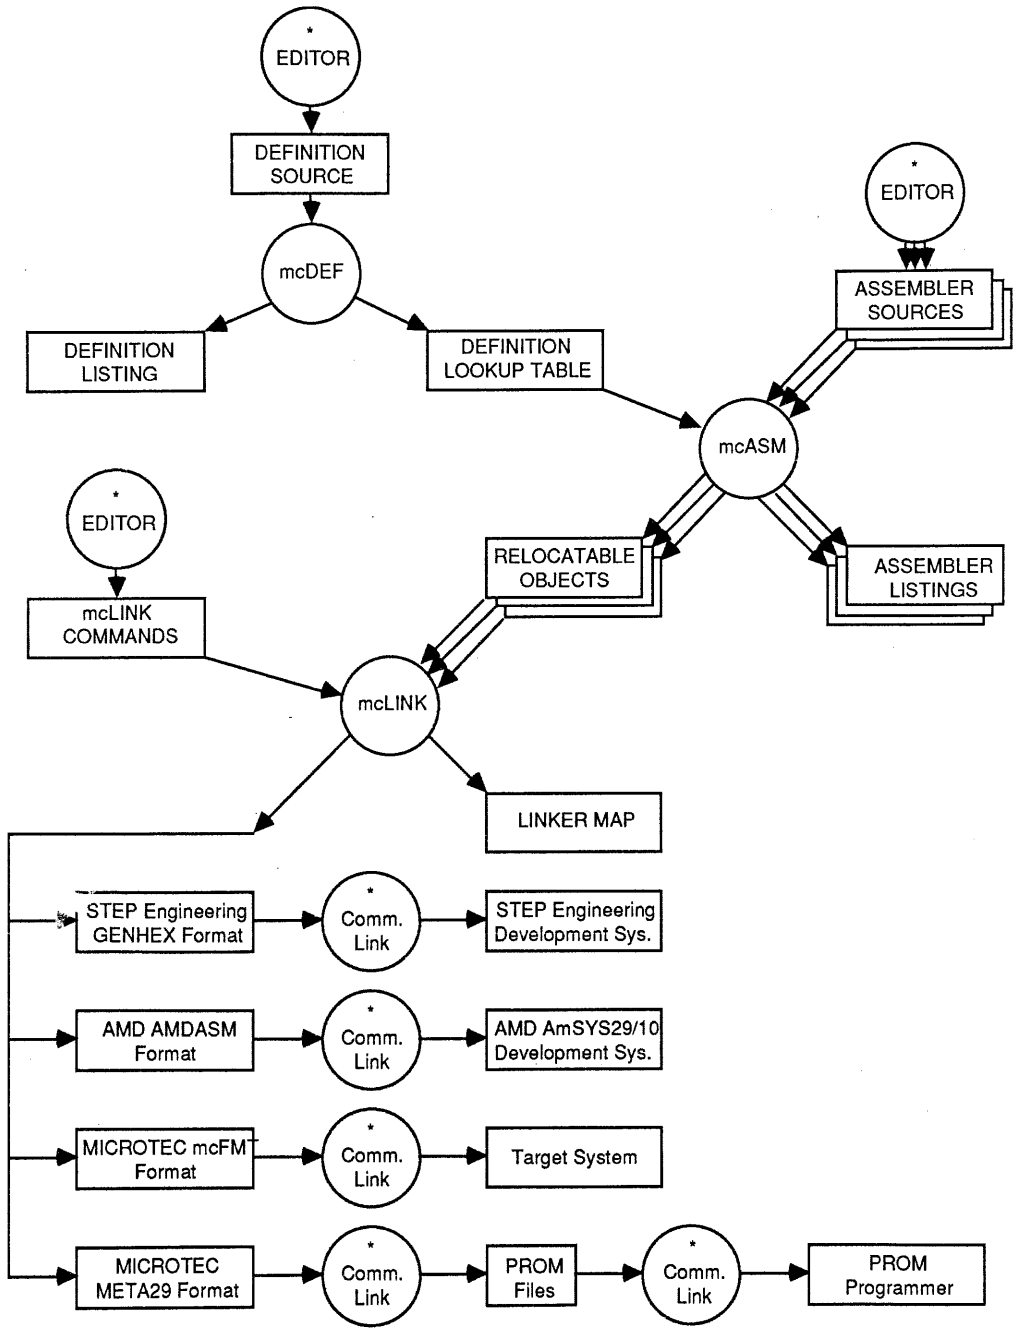 *
EDITOR
DEFINITION
SOURCE
*
EDITOR
mcDEF
ASSEMBLER
SOURCES
DEFINITION
LISTING
DEFINITION
LOOKUP TABLE
mcASM
*
EDITOR
RELOCATABLE
OBJECTS
ASSEMBLER
LISTINGS
mcLINK
COMMANDS
mcLINK
LINKER MAP
STEP Engineering
GENHEX Format
*
Comm.
Link
STEP Engineering
Development Sys.
AMD AMDASM
Format
*
Comm.
Link
AMD AmSYS29/10
Development Sys.
MICROTEC mcFMT
Format
*
Comm.
Link
Target System
MICROTEC
META29 Format
*
Comm.
Link
PROM
Files
*
Comm.
Link
PROM
Programmer